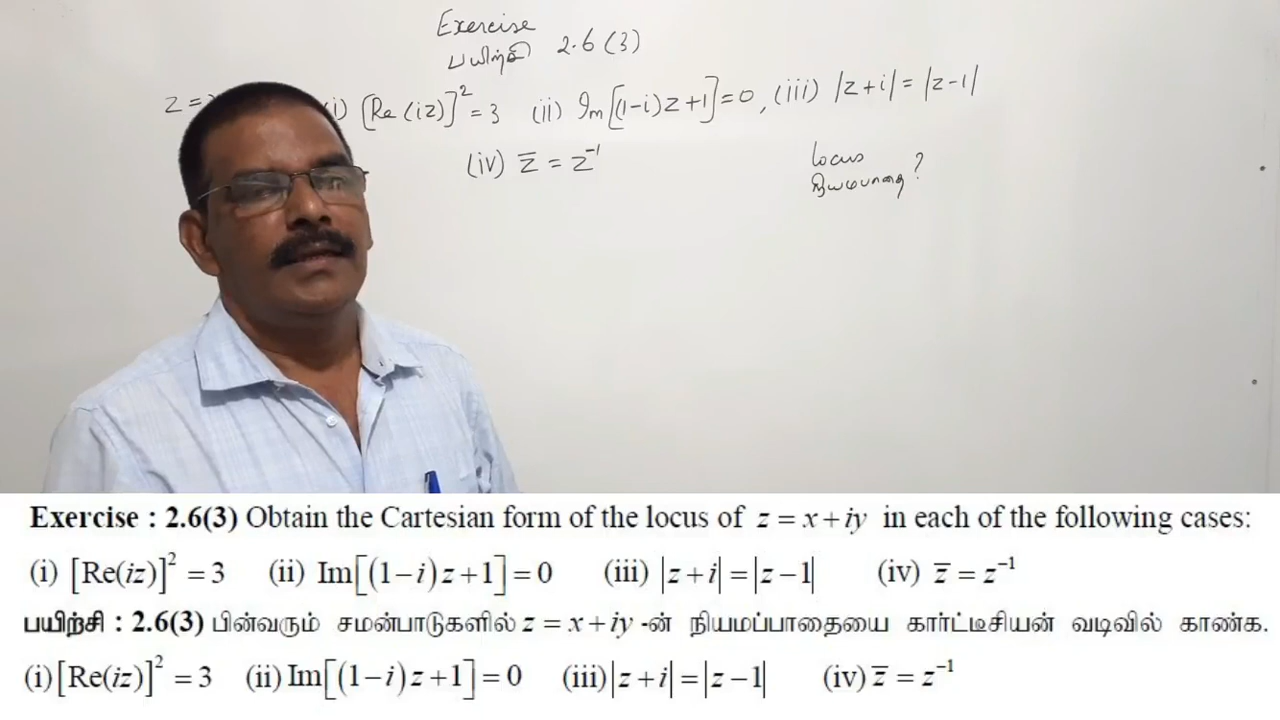 Exercise
பயிற்சி 2.6 (3)
z = i) [Re (iz)]² = 3 (ii) Im[(1-i)z+1] = 0, (iii) |z+i| = |z-1|
(iv) z̅ = z⁻¹
locus
நியமபாதை ?
Exercise : 2.6(3) Obtain the Cartesian form of the locus of z = x + iy in each of the following cases:
(i) [Re(iz)]² = 3 (ii) Im[(1−i)z+1] = 0 (iii) |z+i| = |z−1| (iv) z̅ = z⁻¹
பயிற்சி : 2.6(3) பின்வரும் சமன்பாடுகளில் z = x + iy -ன் நியமப்பாதையை கார்ட்டீசியன் வடிவில் காண்க.
(i) [Re(iz)]² = 3 (ii) Im[(1−i)z+1] = 0 (iii) |z+i| = |z−1| (iv) z̅ = z⁻¹